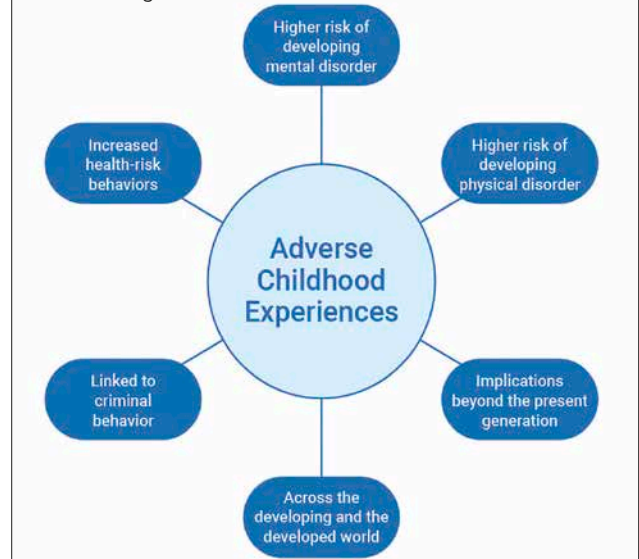 Higher risk of
developing
mental disorder
Increased
health-risk
behaviors
Higher risk of
developing
physical disorder
Adverse
Childhood
Experiences
Linked to
criminal
behavior
Implications
beyond the present
generation
Across the
developing and the
developed world